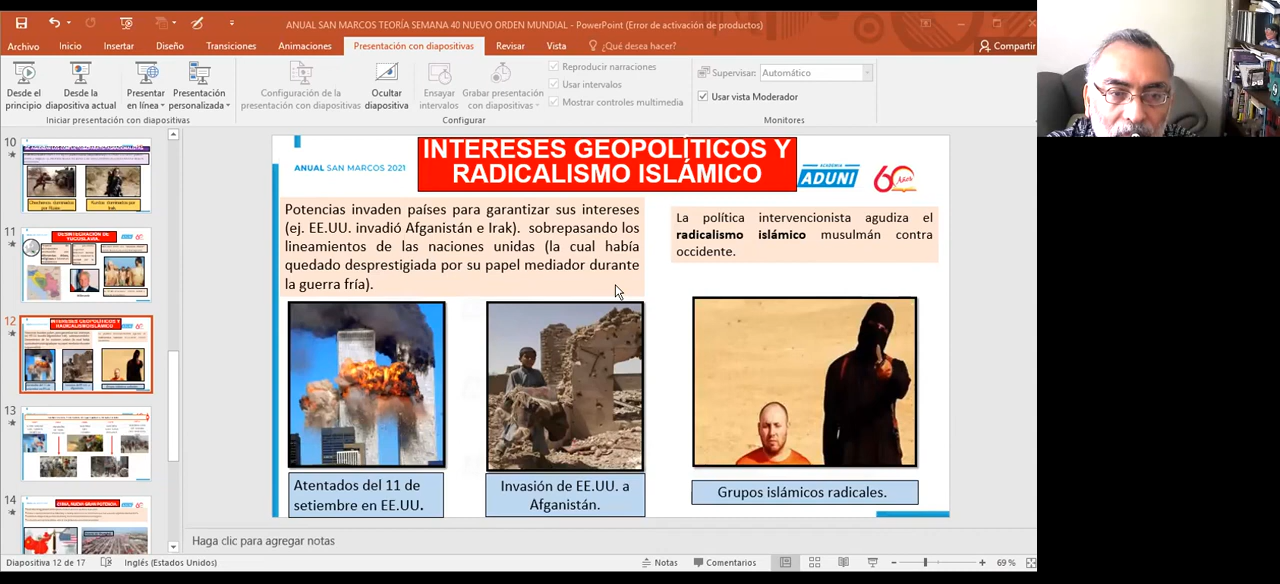 ANUAL SAN MARCOS TEORÍA SEMANA 40 NUEVO ORDEN MUNDIAL - PowerPoint (Error de activación de productos)
Archivo Inicio Insertar Diseño Transiciones Animaciones Presentación con diapositivas Revisar Vista ¿Qué desea hacer? Compartir
Desde el principio
Desde la diapositiva actual
Presentar en línea
Presentación personalizada
Iniciar presentación con diapositivas
Configuración de la presentación con diapositivas
Ocultar diapositiva
Ensayar intervalos
Grabar presentación con diapositivas
Reproducir narraciones
Usar intervalos
Mostrar controles multimedia
Configurar
Supervisar: Automático
Usar vista Moderador
Monitores
10
11
12
13
14
ANUAL SAN MARCOS 2021
INTERESES GEOPOLÍTICOS Y
RADICALISMO ISLÁMICO
ACADEMIA
ADUNI
60 Años
Potencias invaden países para garantizar sus intereses
(ej. EE.UU. invadió Afganistán e Irak). sobrepasando los
lineamientos de las naciones unidas (la cual había
quedado desprestigiada por su papel mediador durante
la guerra fría).
La política intervencionista agudiza el
radicalismo islámico musulmán contra
occidente.
Atentados del 11 de
setiembre en EE.UU.
Invasión de EE.UU. a
Afganistán.
Grupos islámicos radicales.
Haga clic para agregar notas
Diapositiva 12 de 17 Inglés (Estados Unidos) Notas Comentarios 69 %